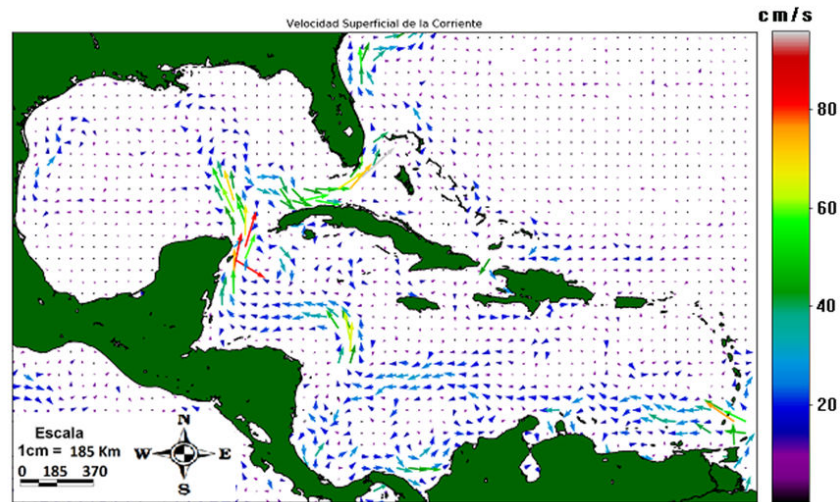 Velocidad Superficial de la Corriente
cm/s
80
60
40
20
N
W E
S
Escala
1cm = 185 Km
0 185 370